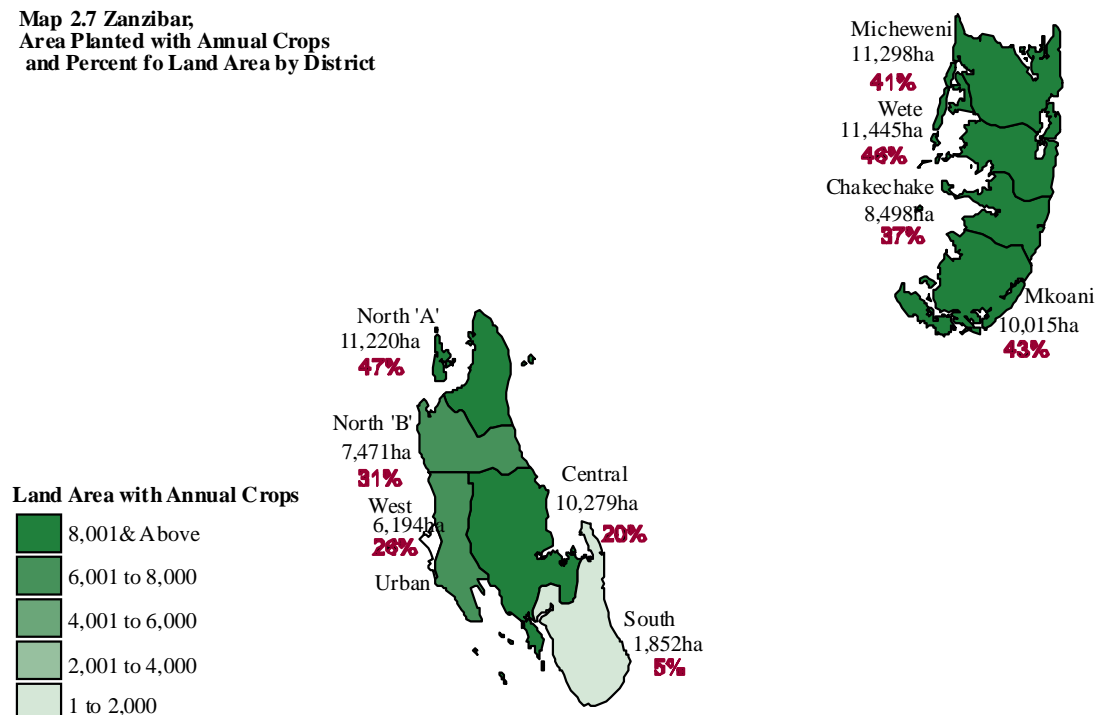 Map 2.7 Zanzibar,
Area Planted with Annual Crops
and Percent fo Land Area by District
Micheweni
11,298ha
41%
Wete
11,445ha
46%
Chakechake
8,498ha
37%
Mkoani
10,015ha
43%
North 'A'
11,220ha
47%
North 'B'
7,471ha
31%
Central
10,279ha
20%
West
6,194ha
26%
Urban
South
1,852ha
5%
Land Area with Annual Crops
8,001& Above
6,001 to 8,000
4,001 to 6,000
2,001 to 4,000
1 to 2,000